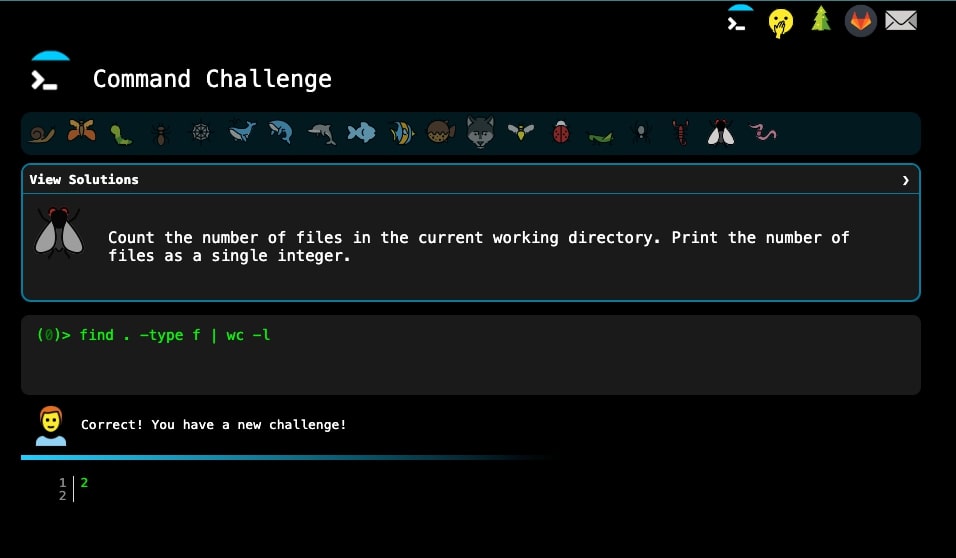 Command Challenge
View Solutions ❯
Count the number of files in the current working directory. Print the number of
files as a single integer.
(0)> find . -type f | wc -l
Correct! You have a new challenge!
1 2
2